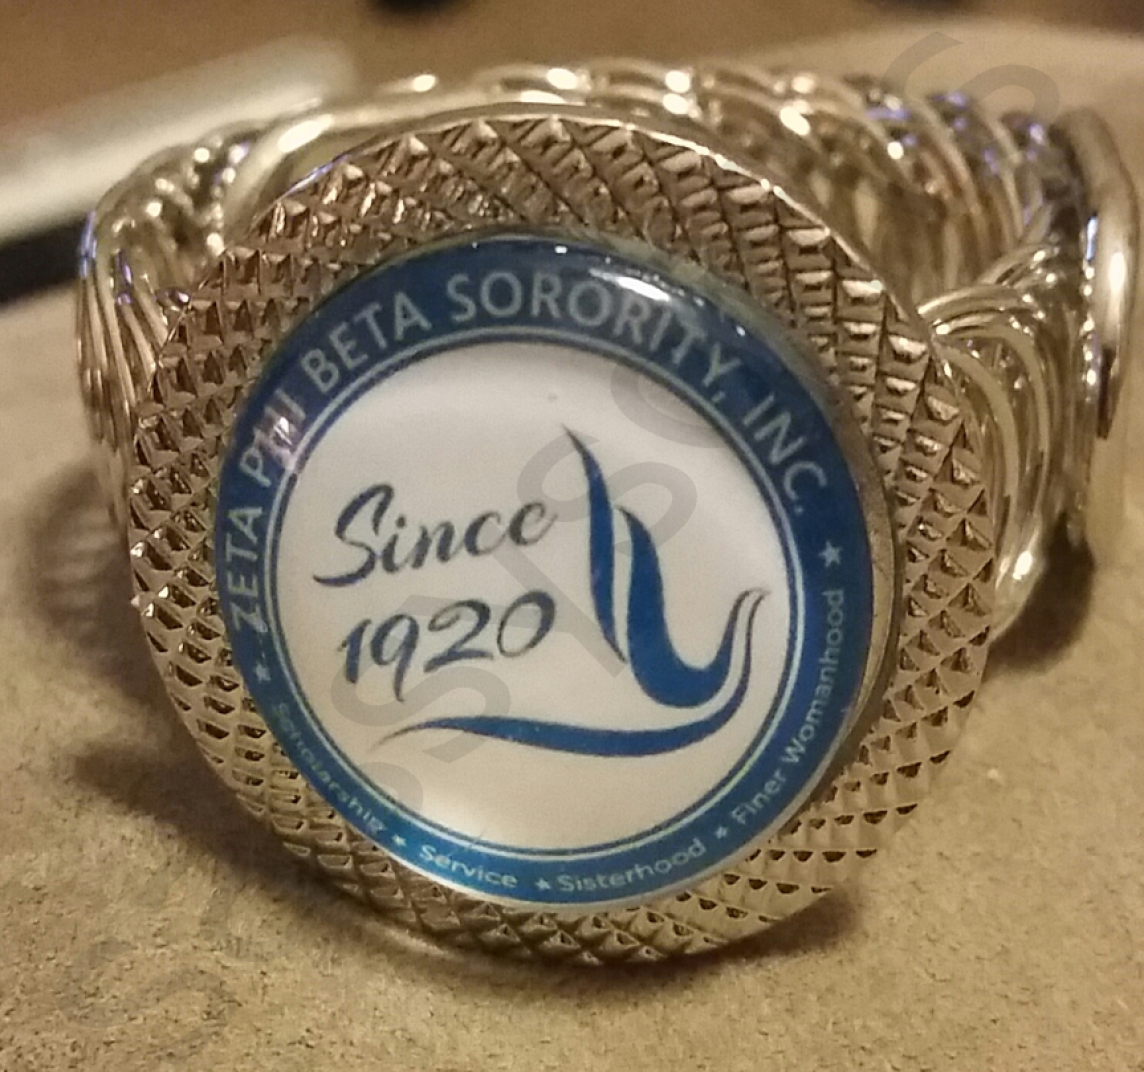 ZETA PHI BETA SORORITY, INC.
Since
1920
★ Scholarship ★ Service ★ Sisterhood ★ Finer Womanhood ★